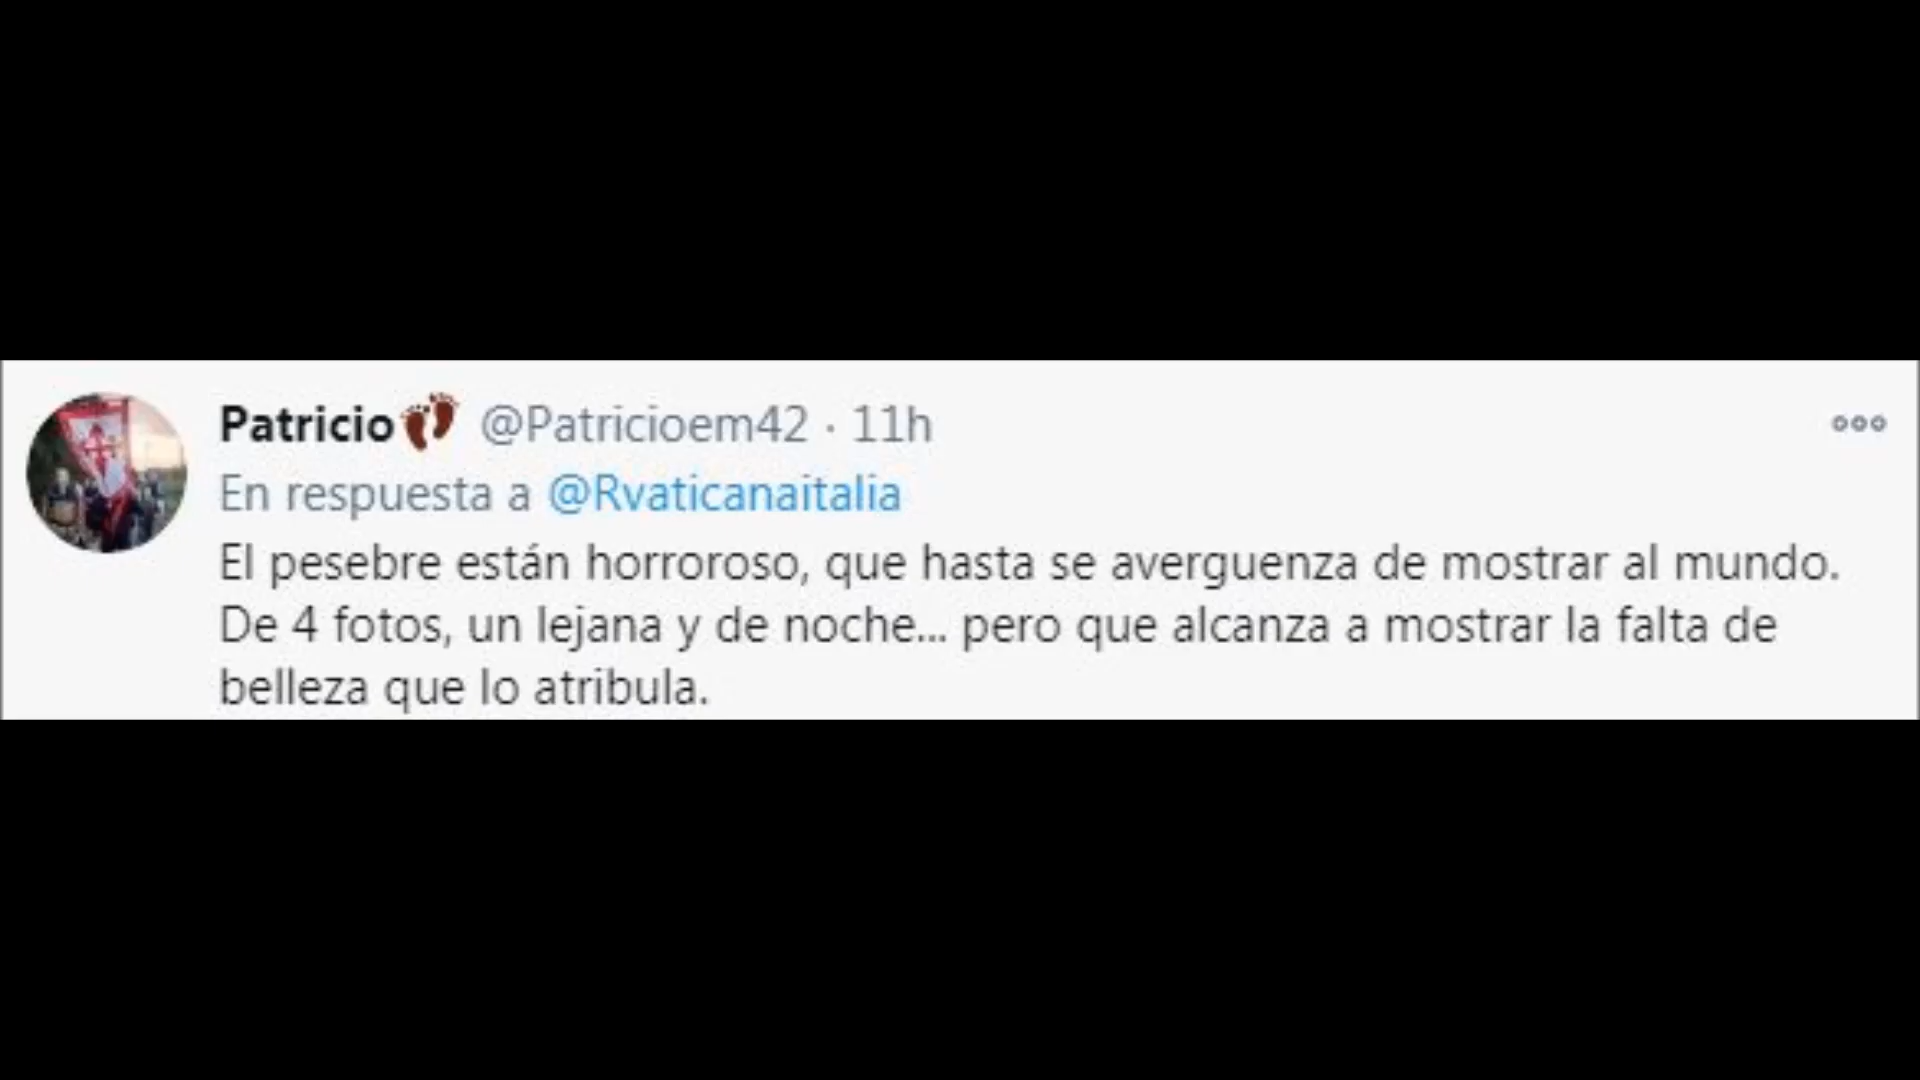 Patricio👣 @Patricioem42 · 11h
En respuesta a @Rvaticanaitalia
El pesebre están horroroso, que hasta se averguenza de mostrar al mundo.
De 4 fotos, un lejana y de noche... pero que alcanza a mostrar la falta de
belleza que lo atribula.